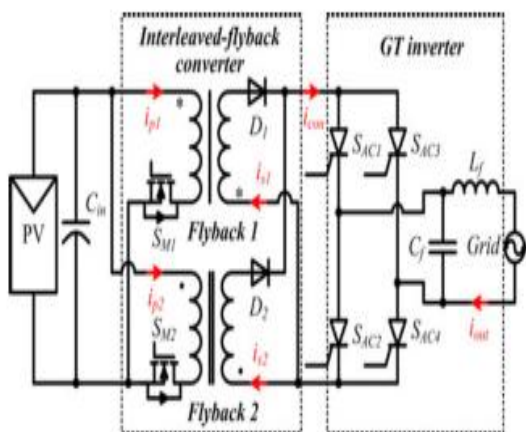 Interleaved-flyback
converter
GT inverter
i_p1
D_1
i_con
S_AC1
S_AC3
L_f
C_in
PV
S_M1
i_s1
Flyback 1
C_f
Grid
i_p2
S_M2
D_2
S_AC2
S_AC4
i_out
i_s2
Flyback 2